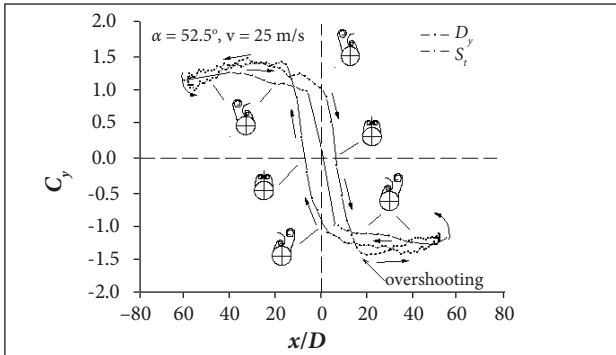 α = 52.5°, v = 25 m/s
D_y
S_t
2.0
1.5
1.0
0.5
0.0
-0.5
-1.0
-1.5
-2.0
C_y
overshooting
−80 60 40 20 0 20 40 60 80
x/D